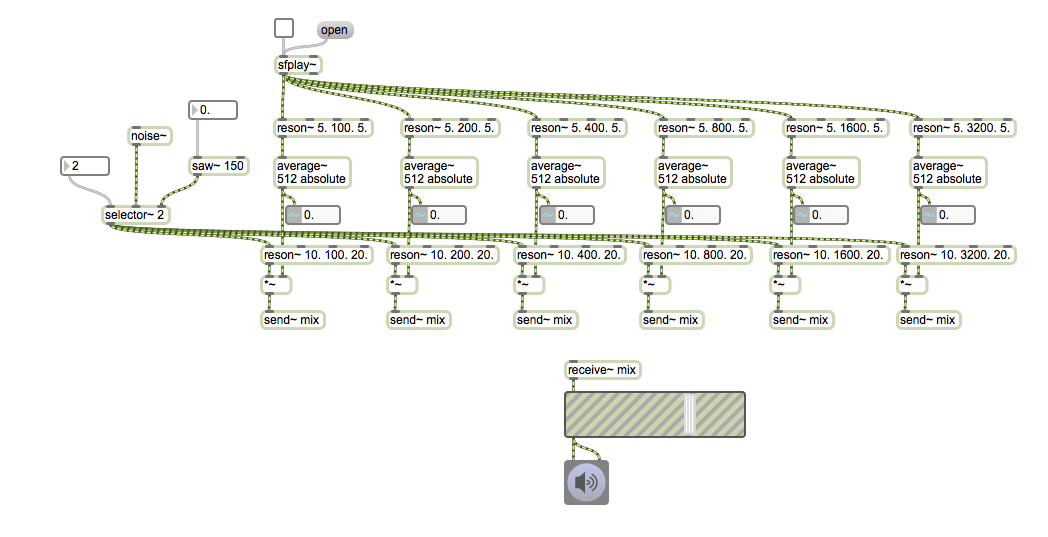 open
sfplay~
0.
noise~
reson~ 5. 100. 5.
reson~ 5. 200. 5.
reson~ 5. 400. 5.
reson~ 5. 800. 5.
reson~ 5. 1600. 5.
reson~ 5. 3200. 5.
2
saw~ 150
average~
512 absolute
average~
512 absolute
average~
512 absolute
average~
512 absolute
average~
512 absolute
average~
512 absolute
selector~ 2
0.
0.
0.
0.
0.
0.
reson~ 10. 100. 20.
reson~ 10. 200. 20.
reson~ 10. 400. 20.
reson~ 10. 800. 20.
reson~ 10. 1600. 20.
reson~ 10. 3200. 20.
*~
*~
*~
*~
*~
*~
send~ mix
send~ mix
send~ mix
send~ mix
send~ mix
send~ mix
receive~ mix